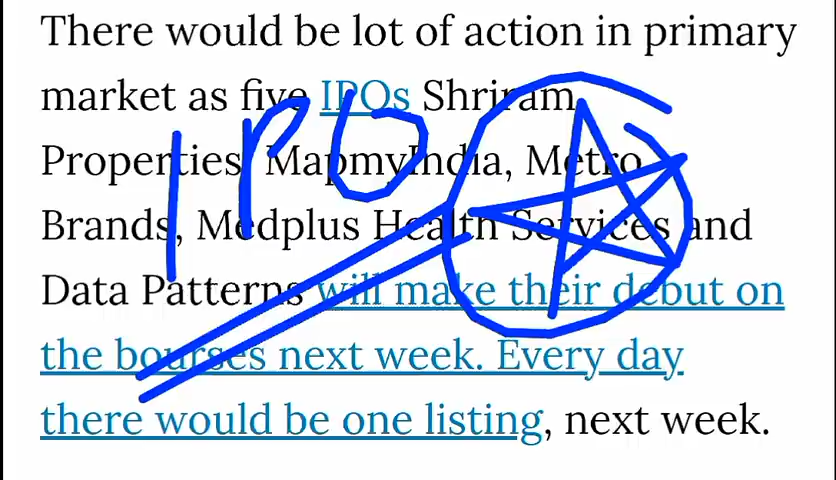 There would be lot of action in primary
market as five IPOs Shriram
Properties, MapmyIndia, Metro
Brands, Medplus Health Services and
Data Patterns will make their debut on
the bourses next week. Every day
there would be one listing, next week.
IPO